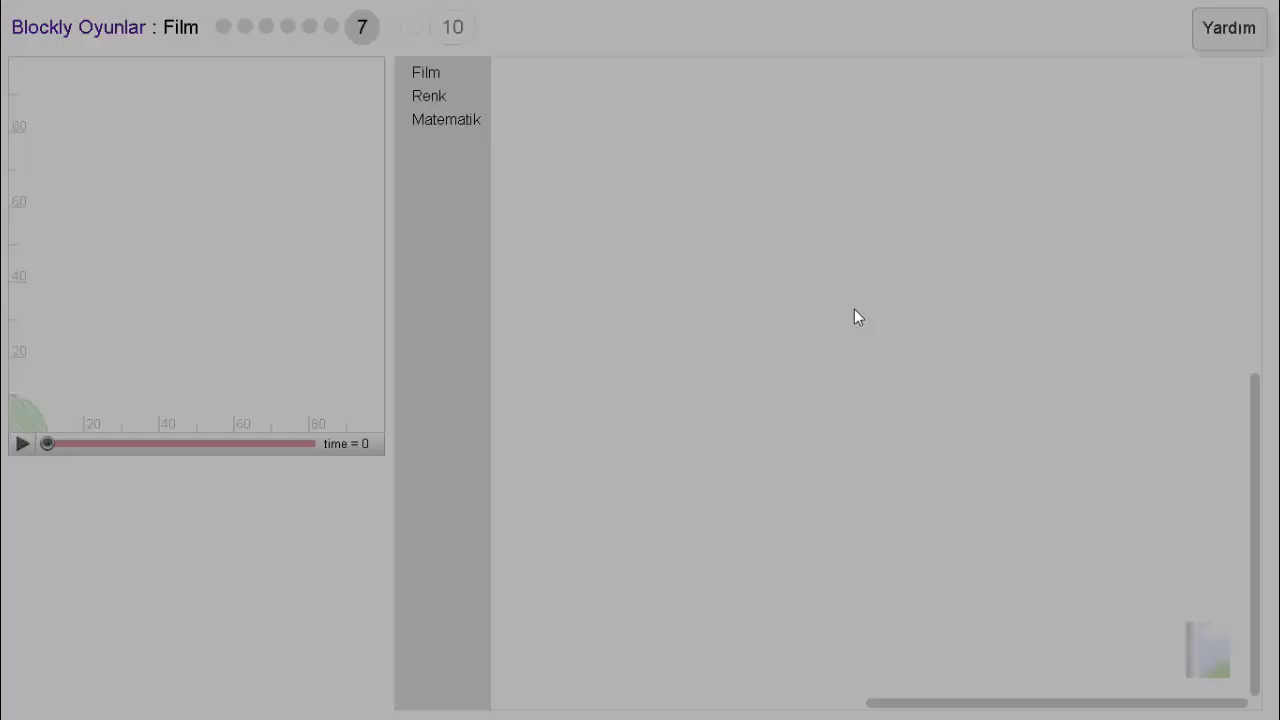 Blockly Oyunlar : Film 7 10 Yardım
Film
Renk
Matematik
80
60
40
20
20 40 60 80
time = 0